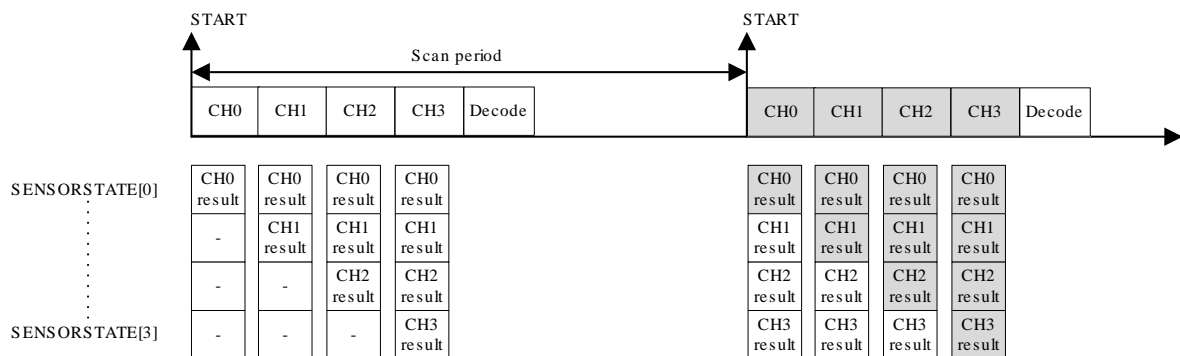 START START
Scan period
CH0 CH1 CH2 CH3 Decode CH0 CH1 CH2 CH3 Decode
SENSORSTATE[0] CH0 CH0 CH0 CH0 CH0 CH0 CH0 CH0
result result result result result result result result
- CH1 CH1 CH1 CH1 CH1 CH1 CH1
result result result result result result result
- - CH2 CH2 CH2 CH2 CH2 CH2
result result result result result result
SENSORSTATE[3] - - - CH3 CH3 CH3 CH3 CH3
result result result result result